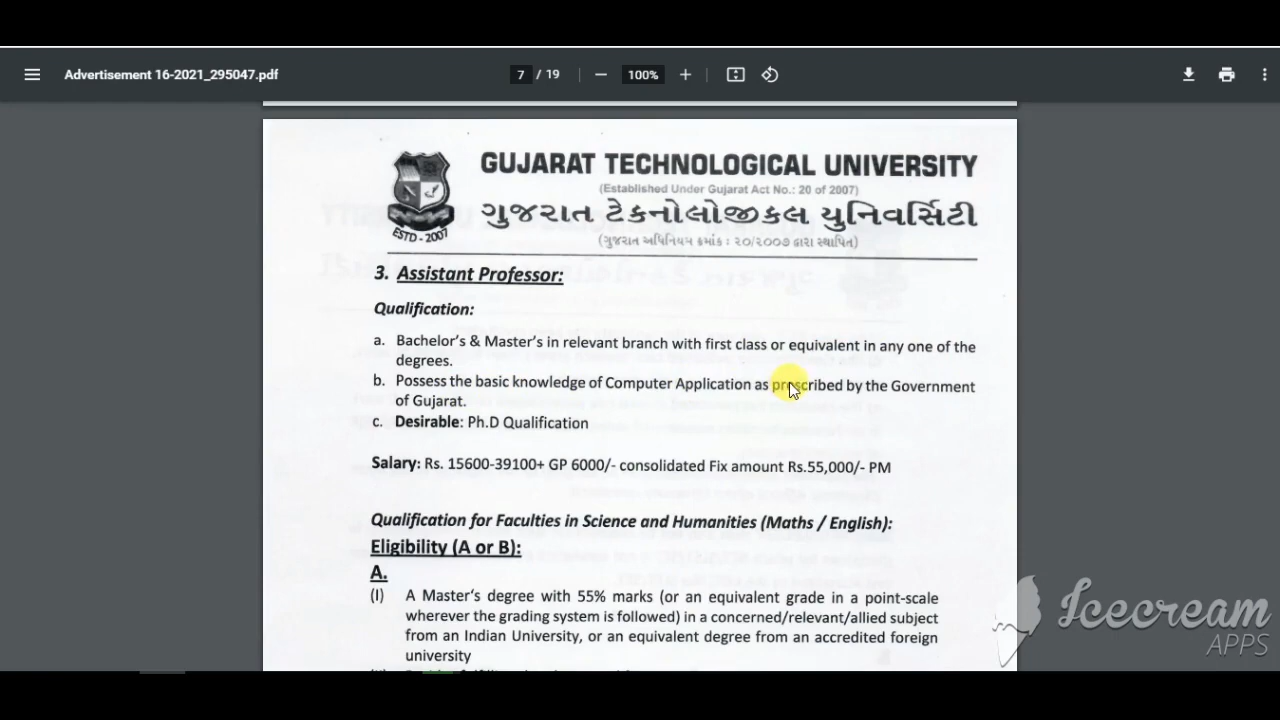 Advertisement 16-2021_295047.pdf
7 / 19
100%
GUJARAT TECHNOLOGICAL UNIVERSITY
(Established Under Gujarat Act No.: 20 of 2007)
ગુજરાત ટેકનોલોજીકલ યુનિવર્સિટી
(ગુજરાત અધિનિયમ ક્રમાંક : ૨૦/૨૦૦૭ દ્વારા સ્થાપિત)
ESTD - 2007
3. Assistant Professor:
Qualification:
a. Bachelor's & Master's in relevant branch with first class or equivalent in any one of the
degrees.
b. Possess the basic knowledge of Computer Application as prescribed by the Government
of Gujarat.
c. Desirable: Ph.D Qualification
Salary: Rs. 15600-39100+ GP 6000/- consolidated Fix amount Rs.55,000/- PM
Qualification for Faculties in Science and Humanities (Maths / English):
Eligibility (A or B):
A.
(I) A Master's degree with 55% marks (or an equivalent grade in a point-scale
wherever the grading system is followed) in a concerned/relevant/allied subject
from an Indian University, or an equivalent degree from an accredited foreign
university
Icecream
APPS